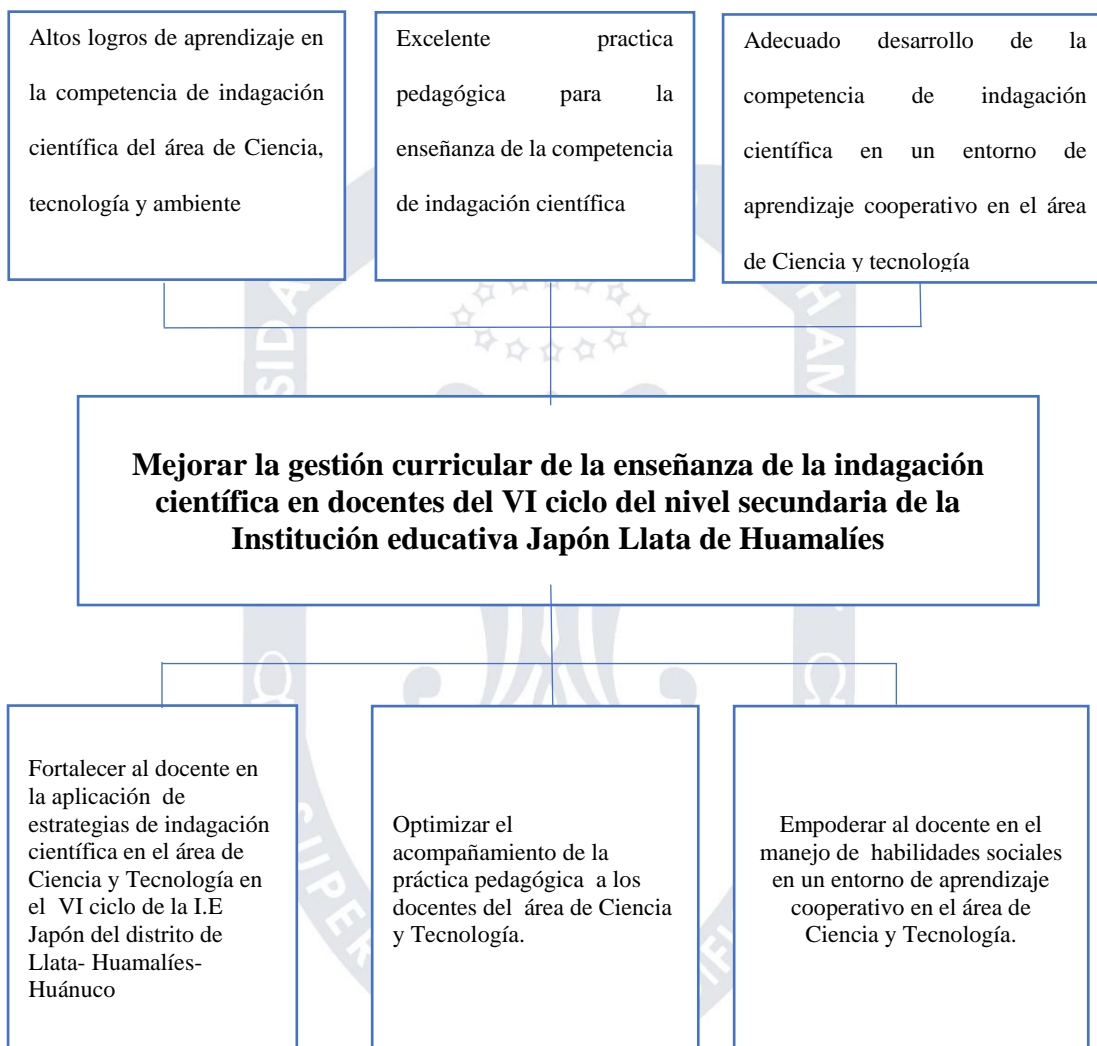 Altos logros de aprendizaje en
la competencia de indagación
científica del área de Ciencia,
tecnología y ambiente
Excelente practica
pedagógica para la
enseñanza de la competencia
de indagación científica
Adecuado desarrollo de la
competencia de indagación
científica en un entorno de
aprendizaje cooperativo en el área
de Ciencia y tecnología
Mejorar la gestión curricular de la enseñanza de la indagación
científica en docentes del VI ciclo del nivel secundaria de la
Institución educativa Japón Llata de Huamalíes
Fortalecer al docente en
la aplicación de
estrategias de indagación
científica en el área de
Ciencia y Tecnología en
el VI ciclo de la I.E
Japón del distrito de
Llata- Huamalíes-
Huánuco
Optimizar el
acompañamiento de la
práctica pedagógica a los
docentes del área de Ciencia
y Tecnología.
Empoderar al docente en el
manejo de habilidades sociales
en un entorno de aprendizaje
cooperativo en el área de
Ciencia y Tecnología.